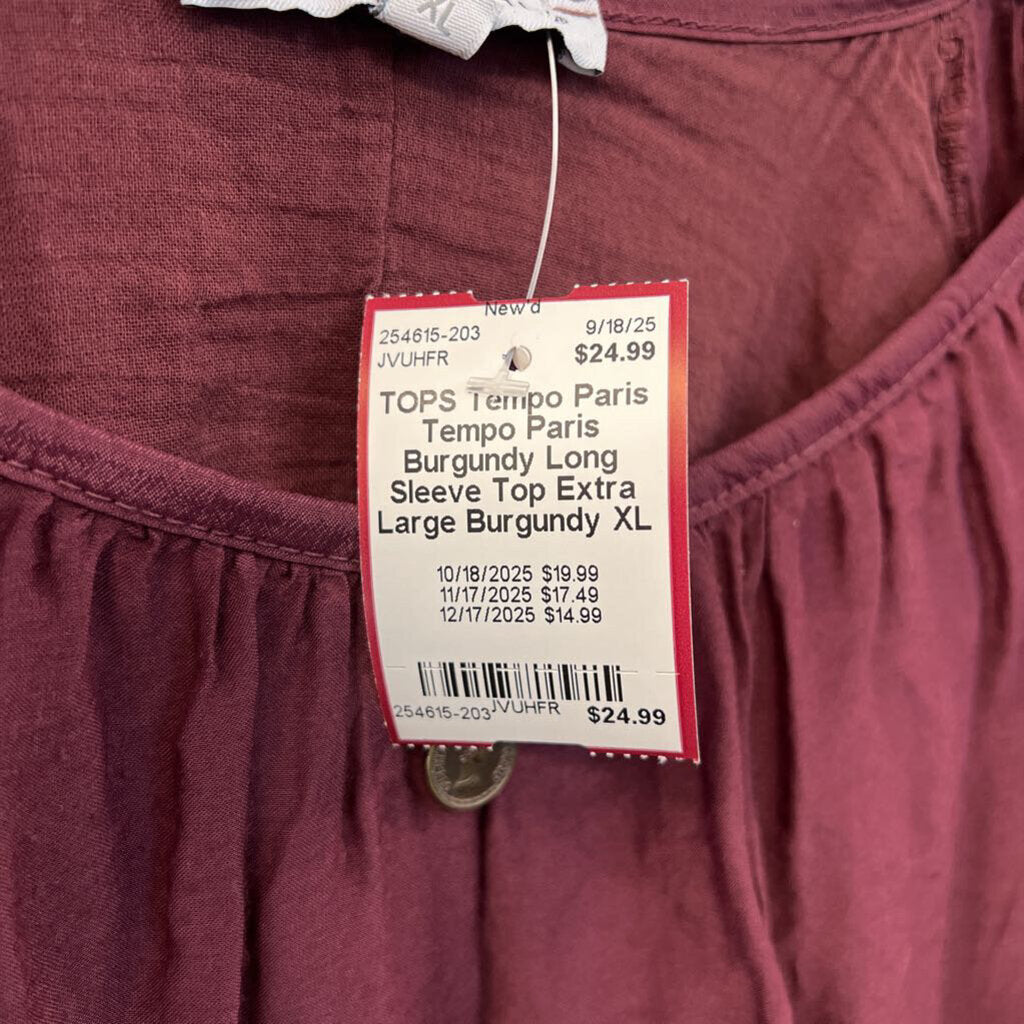 XL
New'd
254615-203 9/18/25
JVUHFR $24.99
TOPS Tempo Paris
Tempo Paris
Burgundy Long
Sleeve Top Extra
Large Burgundy XL
10/18/2025 $19.99
11/17/2025 $17.49
12/17/2025 $14.99
254615-203 JVUHFR $24.99